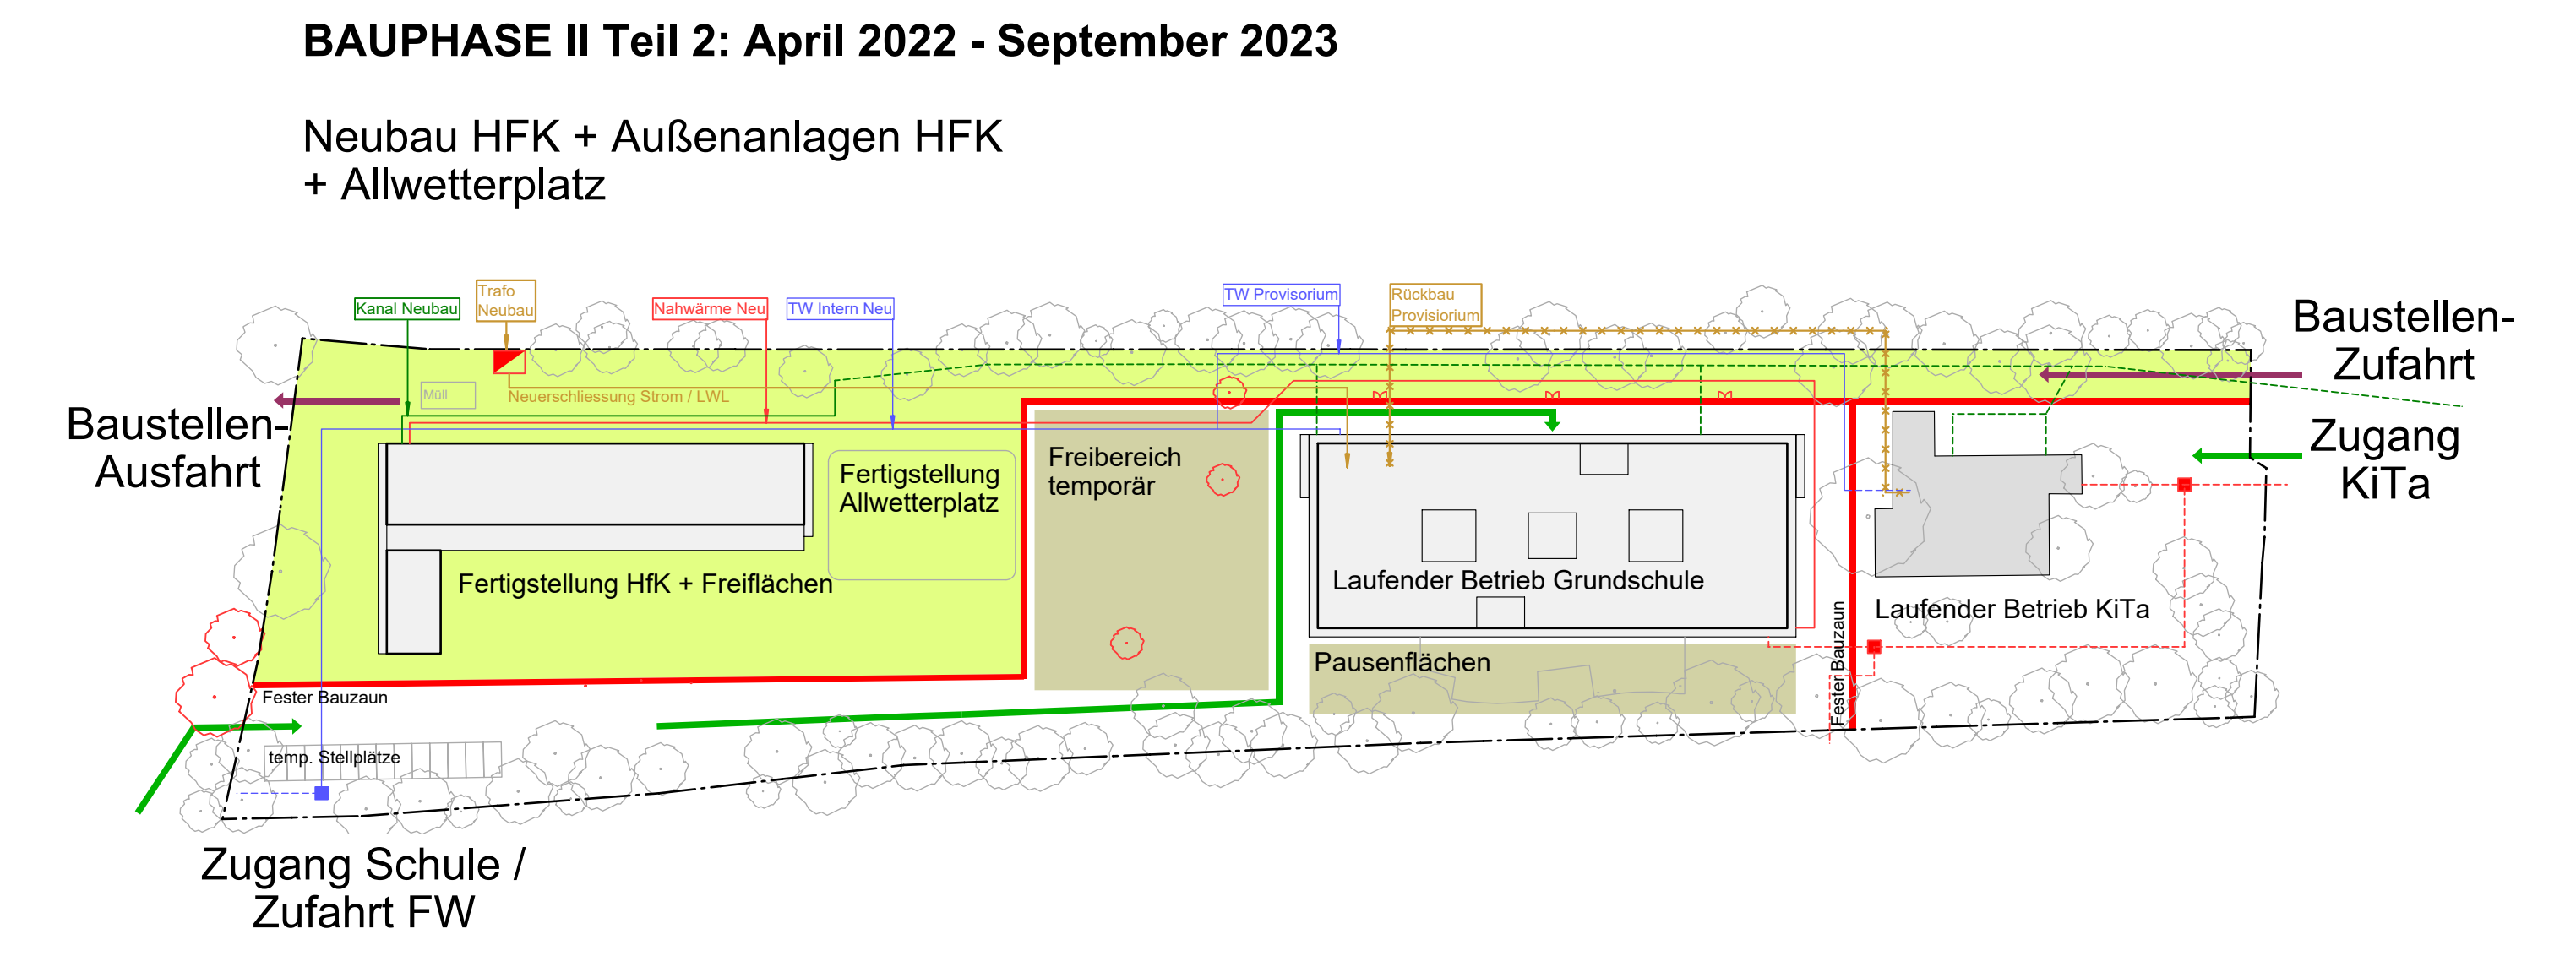 BAUPHASE II Teil 2: April 2022 - September 2023
Neubau HFK + Außenanlagen HFK
+ Allwetterplatz
Kanal Neubau
Trafo
Neubau
Nahwärme Neu
TW Intern Neu
TW Provisorium
Rückbau
Provisiorium
Baustellen-
Zufahrt
Müll
Neuerschliessung Strom / LWL
Baustellen-
Ausfahrt
Zugang
KiTa
Fertigstellung
Allwetterplatz
Freibereich
temporär
Fertigstellung HfK + Freiflächen
Laufender Betrieb Grundschule
Laufender Betrieb KiTa
Pausenflächen
Fester Bauzaun
Fester Bauzaun
temp. Stellplätze
Zugang Schule /
Zufahrt FW